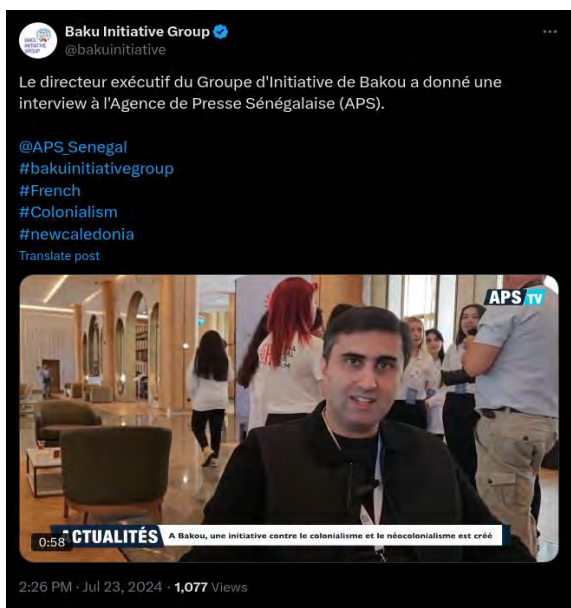 Baku Initiative Group
@bakuinitiative
Le directeur exécutif du Groupe d'Initiative de Bakou a donné une
interview à l'Agence de Presse Sénégalaise (APS).
@APS_Senegal
#bakuinitiativegroup
#French
#Colonialism
#newcaledonia
Translate post
APS TV
0:58
ACTUALITÉS
A Bakou, une initiative contre le colonialisme et le néocolonialisme est créé
2:26 PM · Jul 23, 2024 · 1,077 Views